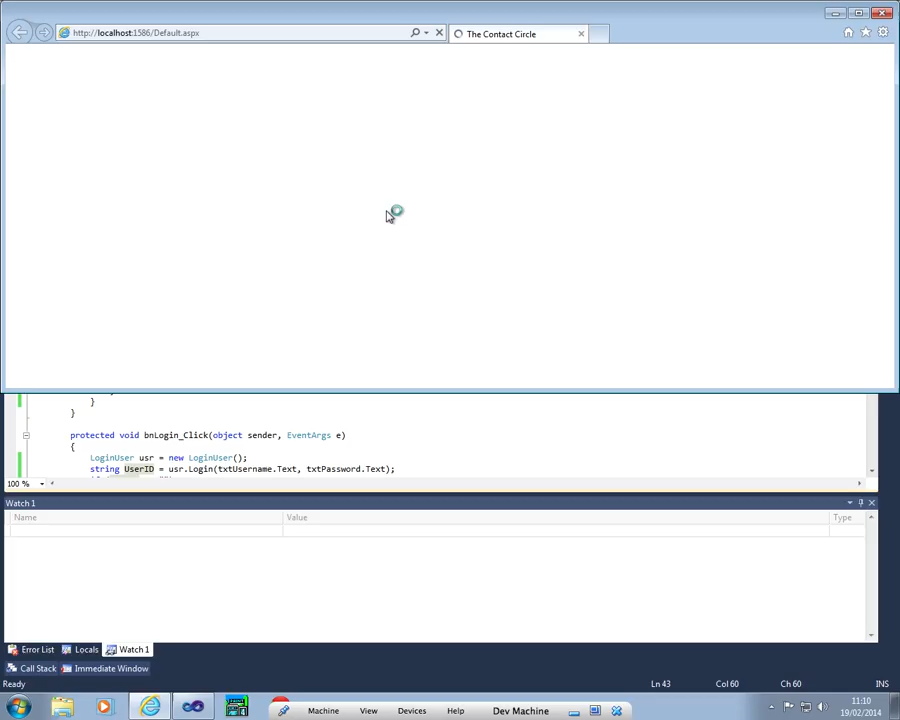 http://localhost:1586/Default.aspx
The Contact Circle
}
}
protected void bnLogin_Click(object sender, EventArgs e)
{
LoginUser usr = new LoginUser();
string UserID = usr.Login(txtUsername.Text, txtPassword.Text);
100 %
Watch 1
Name Value Type
Error List Locals Watch 1
Call Stack Immediate Window
Ready Ln 43 Col 60 Ch 60 INS
Machine View Devices Help Dev Machine
11:10
19/02/2014